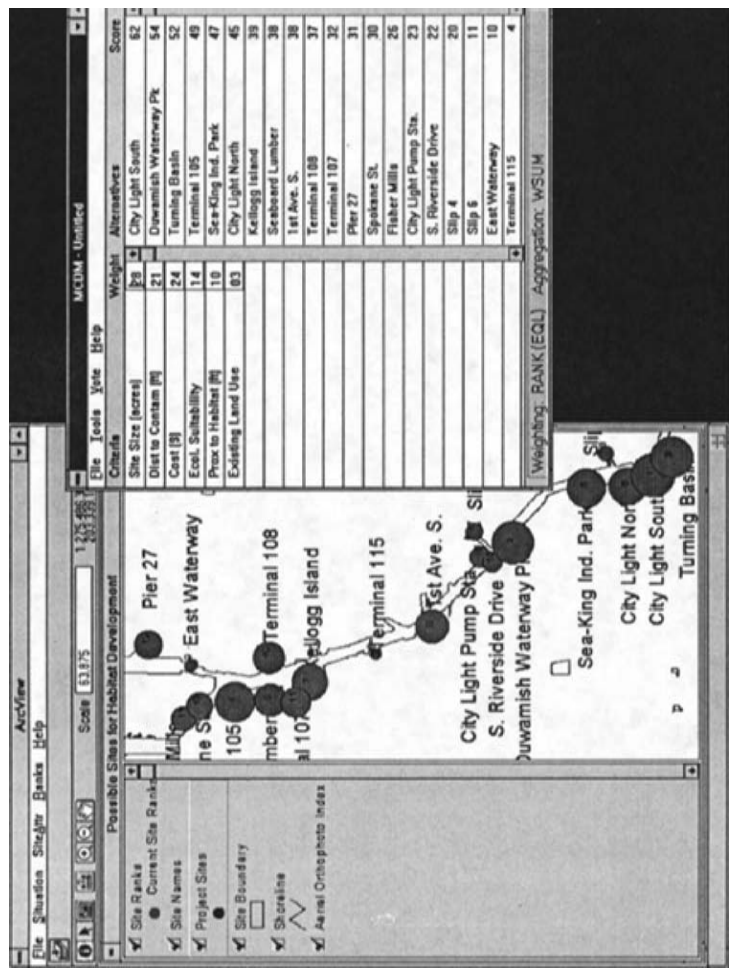 ArcView
File Situation SiteAttr Ranks Help
Scale 63,875
Possible Sites for Habitat Development
Site Ranks
Current Site Ranks
Site Names
Project Sites
Site Boundary
Shoreline
Aerial Orthophoto Index
Pier 27
East Waterway
Terminal 108
105
Kellogg Island
Terminal 115
1st Ave. S.
City Light Pump Sta.
S. Riverside Drive
Duwamish Waterway P
Sea-King Ind. Park
City Light Nor
City Light Sout
Turning Basi
MCDM - Untitled
File Tools Vote Help
Criteria Weight Alternatives Score
Site Size (acres) 28 City Light South 62
Dist to Contam (ft) 21 Duwamish Waterway Pk 54
Cost ($) 24 Turning Basin 52
Ecol. Suitability 14 Terminal 105 49
Prox to Habitat (ft) 10 Sea-King Ind. Park 47
Existing Land Use 03 City Light North 45
Kellogg Island 39
Seaboard Lumber 38
1st Ave. S. 38
Terminal 108 37
Terminal 107 32
Pier 27 31
Spokane St. 30
Fisher Mills 26
City Light Pump Sta. 23
S. Riverside Drive 22
Slip 4 20
Slip 6 11
East Waterway 10
Terminal 115 4
Weighting: RANK (EQL) Aggregation: WSUM